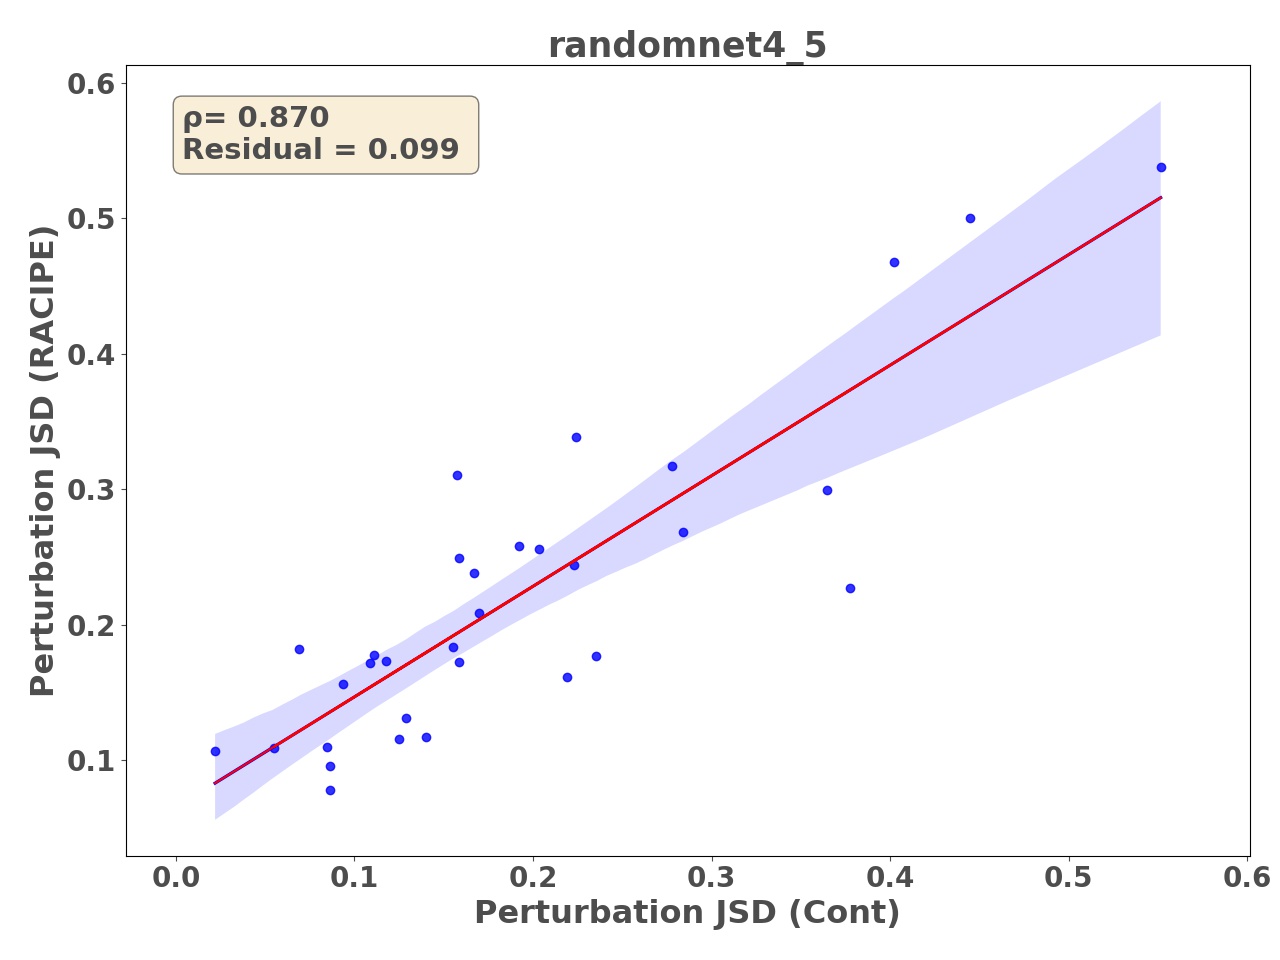 randomnet4_5
ρ= 0.870
Residual = 0.099
Perturbation JSD (RACIPE)
0.6
0.5
0.4
0.3
0.2
0.1
0.0 0.1 0.2 0.3 0.4 0.5 0.6
Perturbation JSD (Cont)